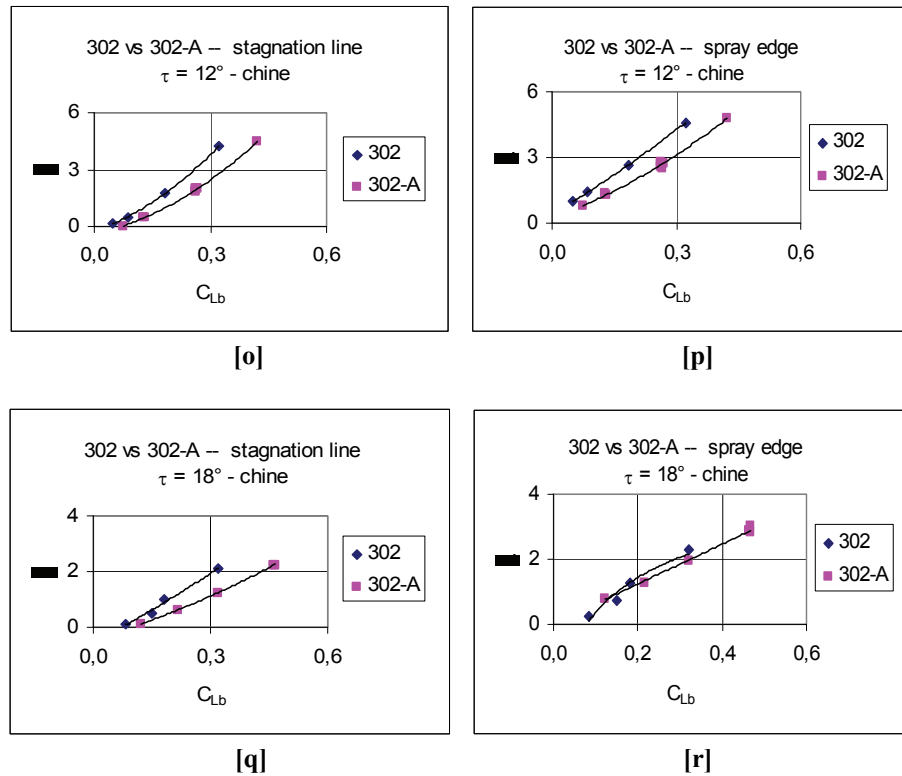 302 vs 302-A -- stagnation line
τ = 12° - chine
6
3
0
0,0 0,3 0,6
C_Lb
302
302-A
[o]
302 vs 302-A -- spray edge
τ = 12° - chine
6
3
0
0,0 0,3 0,6
C_Lb
302
302-A
[p]
302 vs 302-A -- stagnation line
τ = 18° - chine
4
2
0
0,0 0,3 0,6
C_Lb
302
302-A
[q]
302 vs 302-A -- spray edge
τ = 18° - chine
4
2
0
0,0 0,2 0,4 0,6
C_Lb
302
302-A
[r]